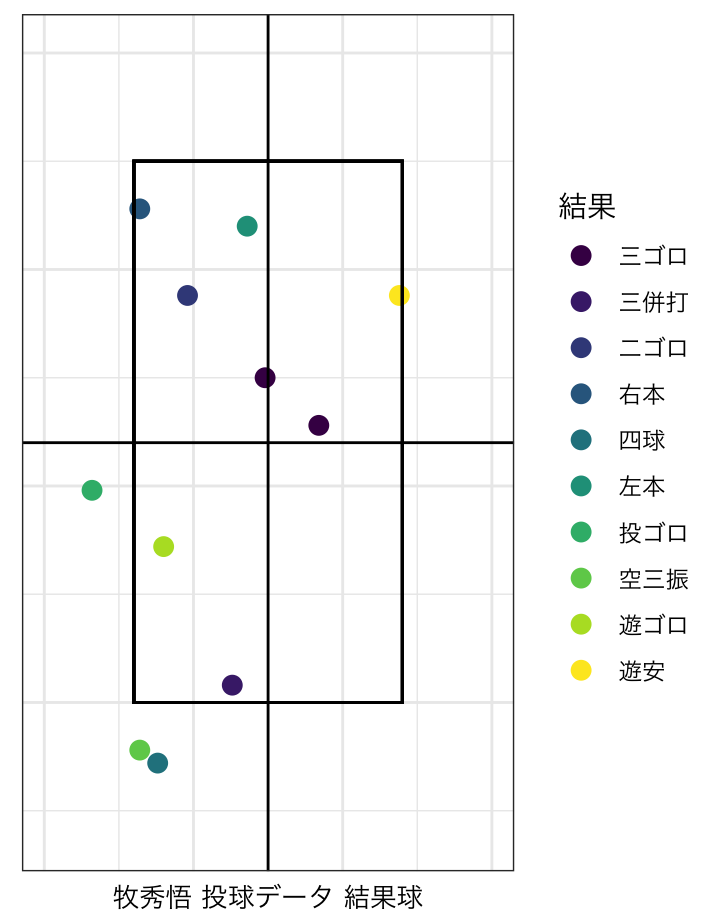 結果
三ゴロ
三併打
二ゴロ
右本
四球
左本
投ゴロ
空三振
遊ゴロ
遊安
牧秀悟 投球データ 結果球